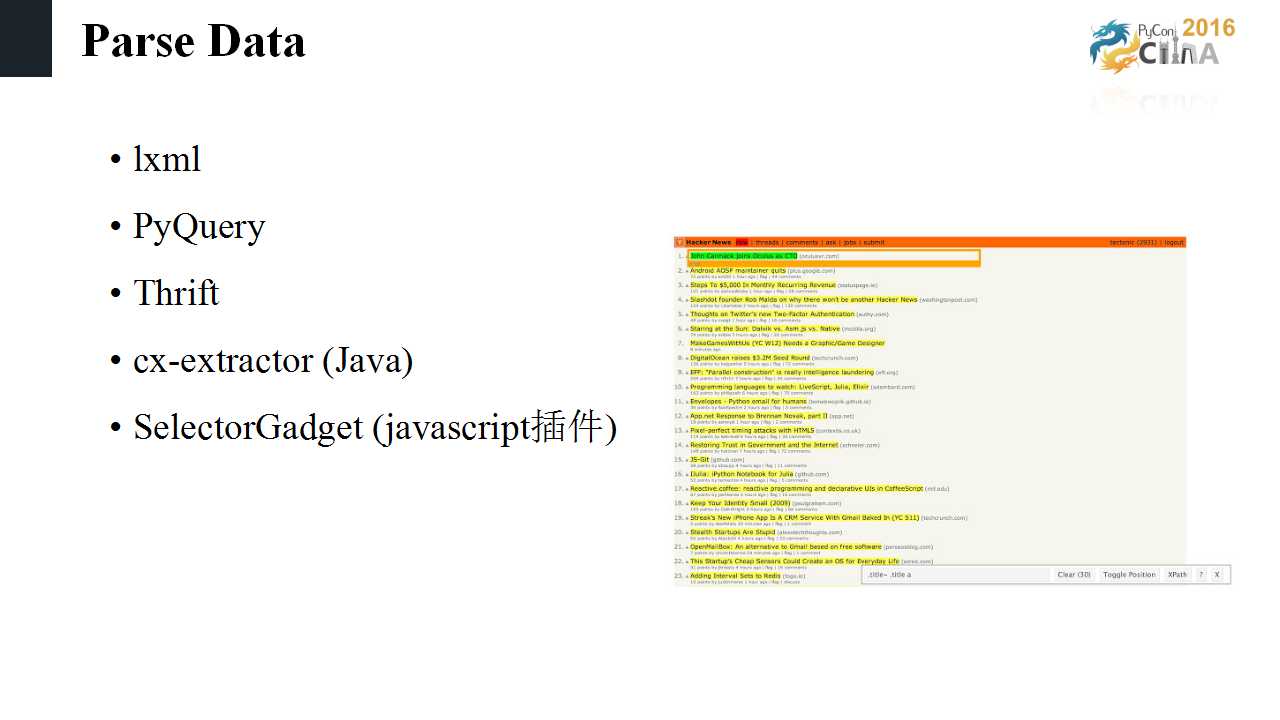 Parse Data
PyCon 2016
China
• lxml
• PyQuery
• Thrift
• cx-extractor (Java)
• SelectorGadget (javascript插件)
Hacker News new | threads | comments | ask | jobs | submit
tectonic (2931) | logout
1. John Carmack Joins Oculus as CTO (oculusvr.com)
2. Android AOSP maintainer quits (plus.google.com)
3. Steps To $5,000 In Monthly Recurring Revenue (statuspage.io)
4. Slashdot founder Rob Malda on why there won't be another Hacker News (washingtonpost.com)
5. Thoughts on Twitter's new Two-Factor Authentication (authy.com)
6. Staring at the Sun: Dalvik vs. Asm.js vs. Native (mozilla.org)
7. MakeGamesWithUs (YC W12) Needs a Graphic/Game Designer
8. DigitalOcean raises $3.2M Seed Round (techcrunch.com)
9. EFF: "Parallel construction" is really intelligence laundering (eff.org)
10. Programming languages to watch: LiveScript, Julia, Elixir
11. Envelopes - Python email for humans
12. App.net Response to Brennan Novak, part II (app.net)
13. Pixel-perfect timing attacks with HTML5 (contextis.co.uk)
14. Restoring Trust in Government and the Internet (schneier.com)
15. JS-Git (github.com)
16. IJulia: IPython Notebook for Julia (github.com)
17. Reactive.coffee: reactive programming and declarative UIs in CoffeeScript (mit.edu)
18. Keep Your Identity Small (2009) (paulgraham.com)
19. Streak's New iPhone App Is A CRM Service With Gmail Baked In (YC S11) (techcrunch.com)
20. Stealth Startups Are Stupid
21. OpenMailBox: An alternative to Gmail based on free software
22. This Startup's Cheap Sensors Could Create an OS for Everyday Life
23. Adding Interval Sets to Redis
.title~ .title a
Clear (30) Toggle Position XPath ? X